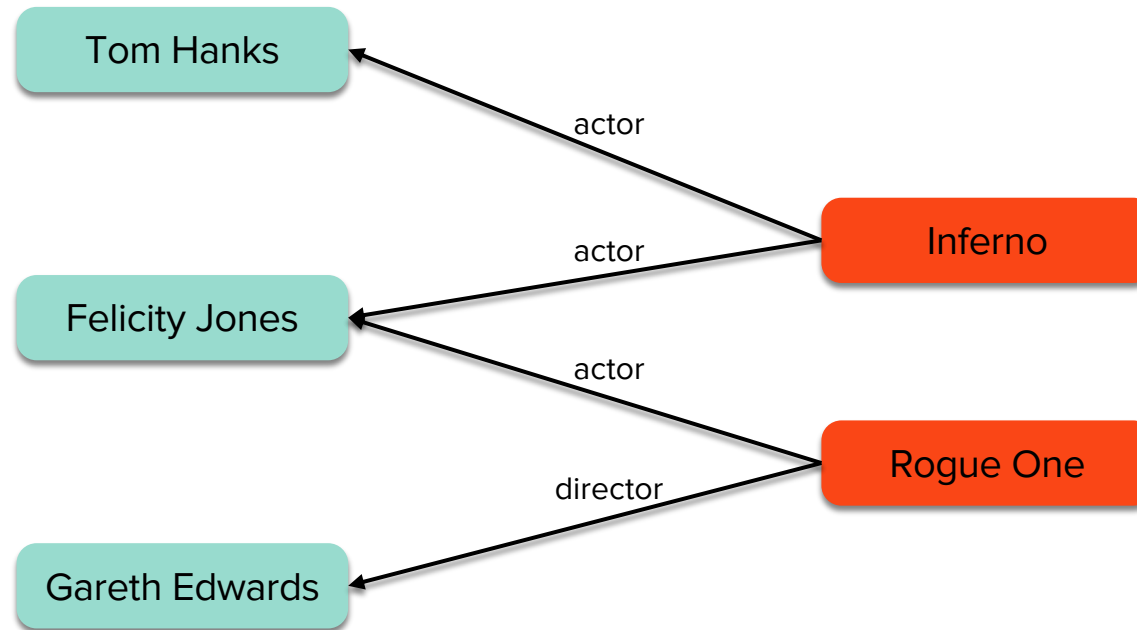 Tom Hanks
actor
Inferno
actor
Felicity Jones
actor
Rogue One
director
Gareth Edwards